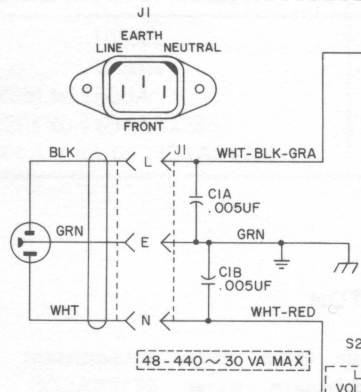 J1
EARTH
LINE NEUTRAL
FRONT
BLK L J1 WHT-BLK-GRA
C1A
.005UF
GRN E GRN
C1B
.005UF
WHT N WHT-RED
48-440 ~ 30 VA MAX
S2
L
VOL